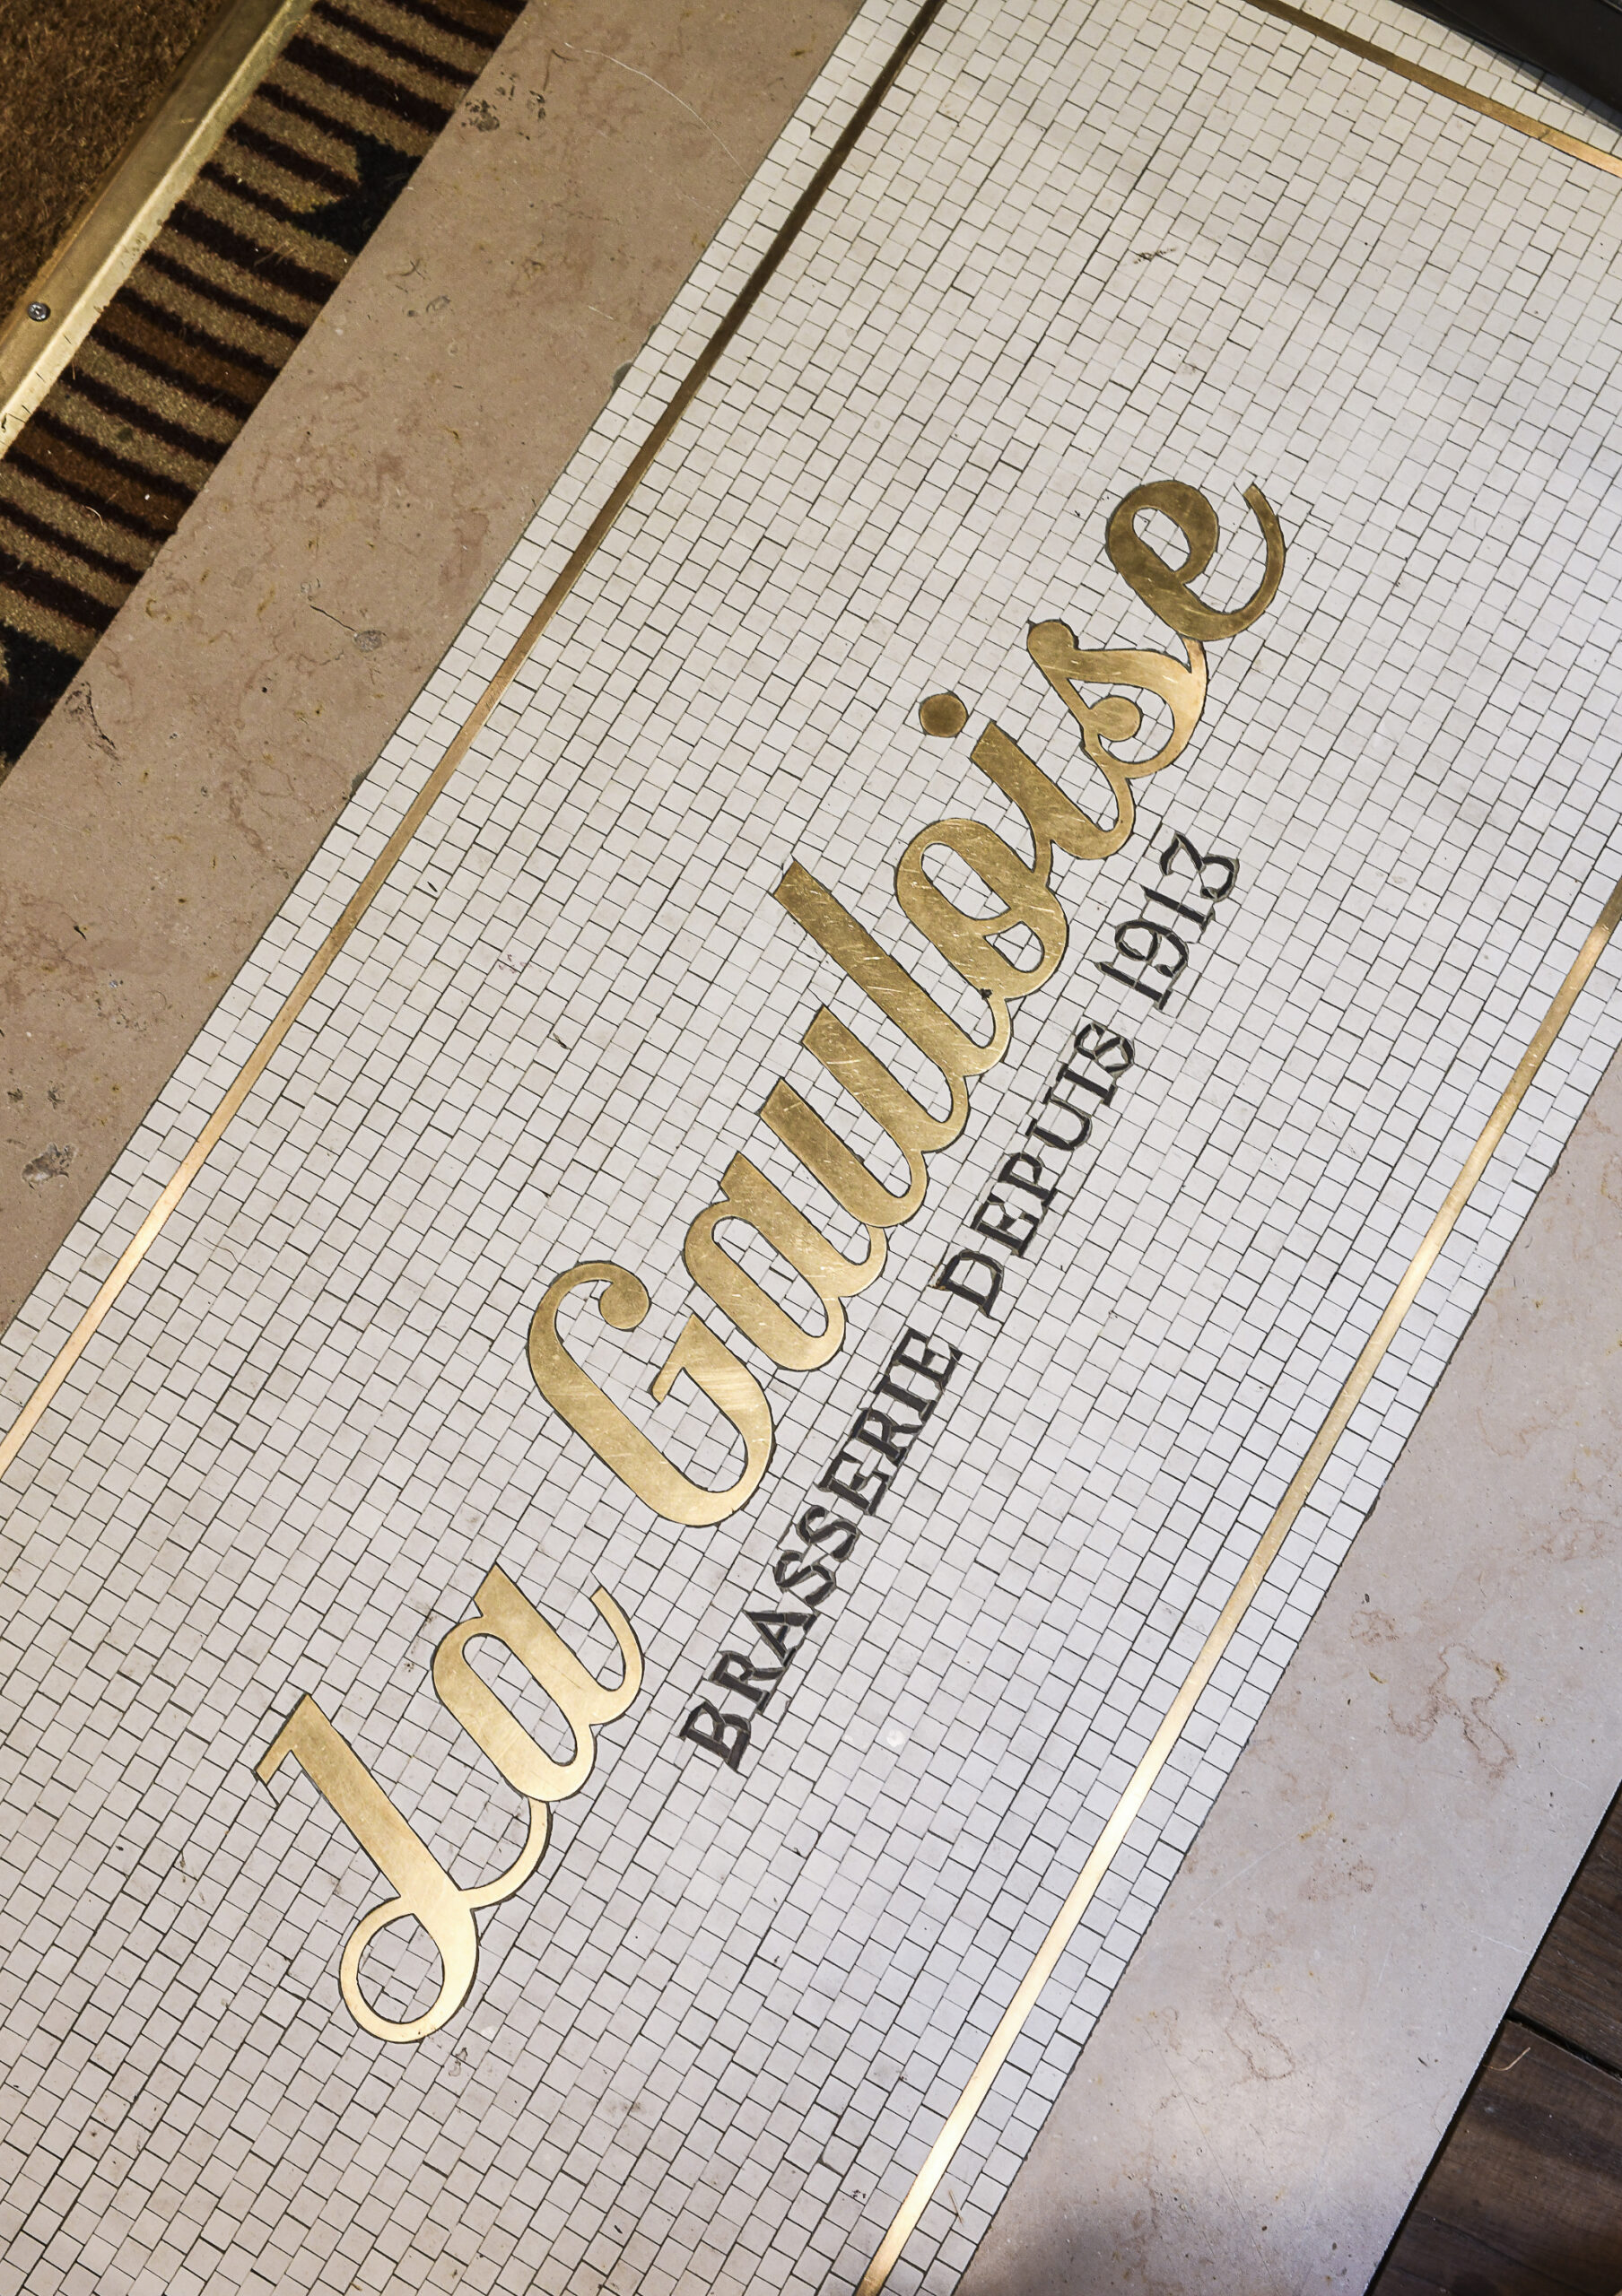 La Gauloise
BRASSERIE DEPUIS 1913